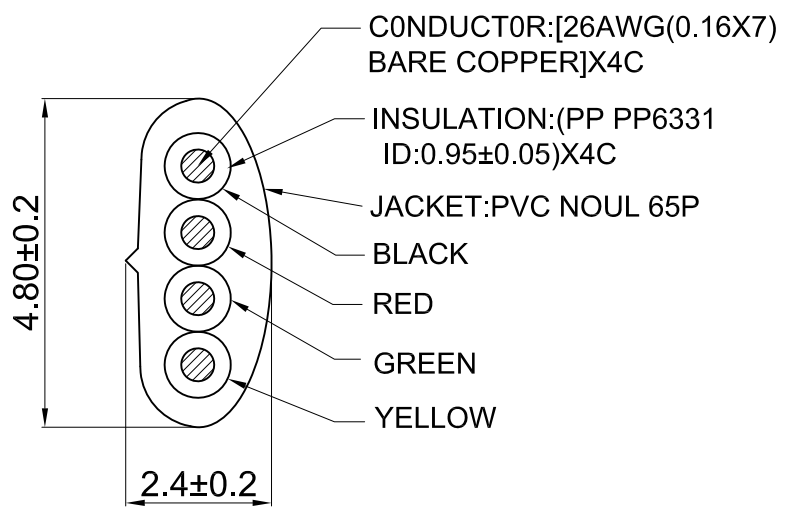 C0NDUCT0R:[26AWG(0.16X7)
BARE COPPER]X4C
INSULATION:(PP PP6331
ID:0.95±0.05)X4C
JACKET:PVC NOUL 65P
BLACK
RED
GREEN
YELLOW
4.80±0.2
2.4±0.2